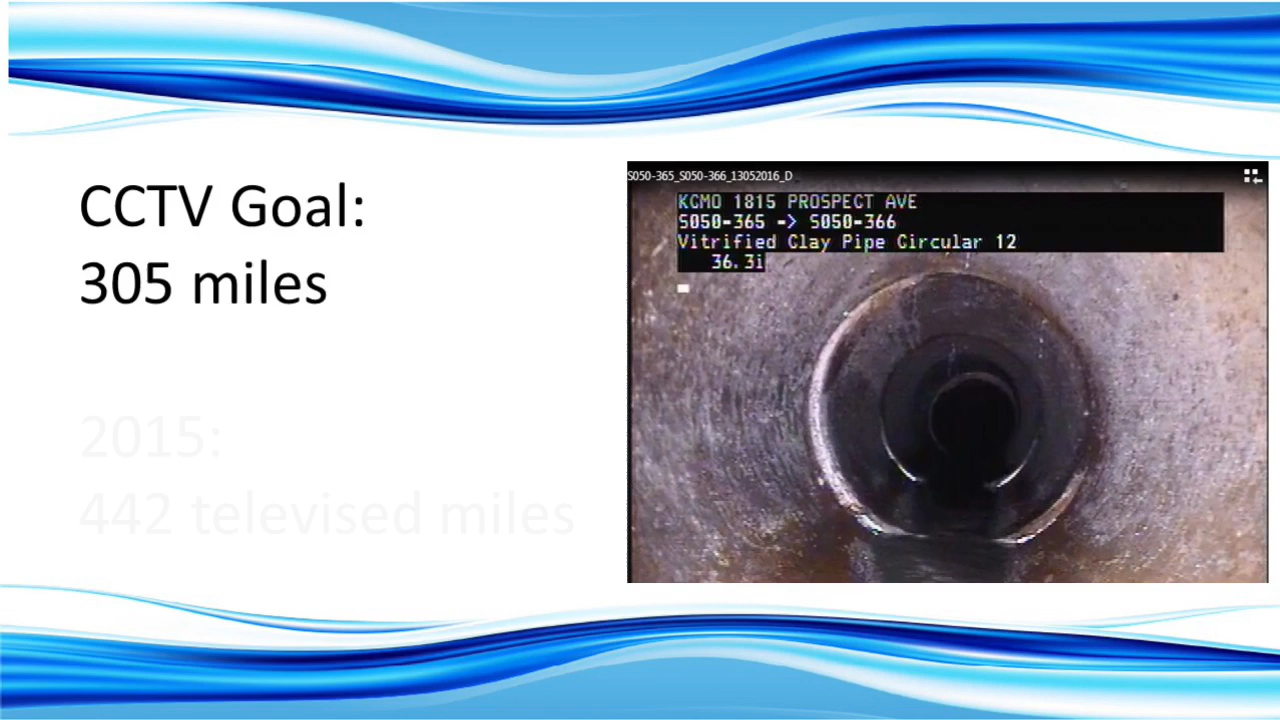 CCTV Goal:
305 miles
2015:
442 televised miles
S050-365_S050-366_13052016_D
KCMO 1815 PROSPECT AVE
S050-365 -> S050-366
Vitrified Clay Pipe Circular 12
36.3i